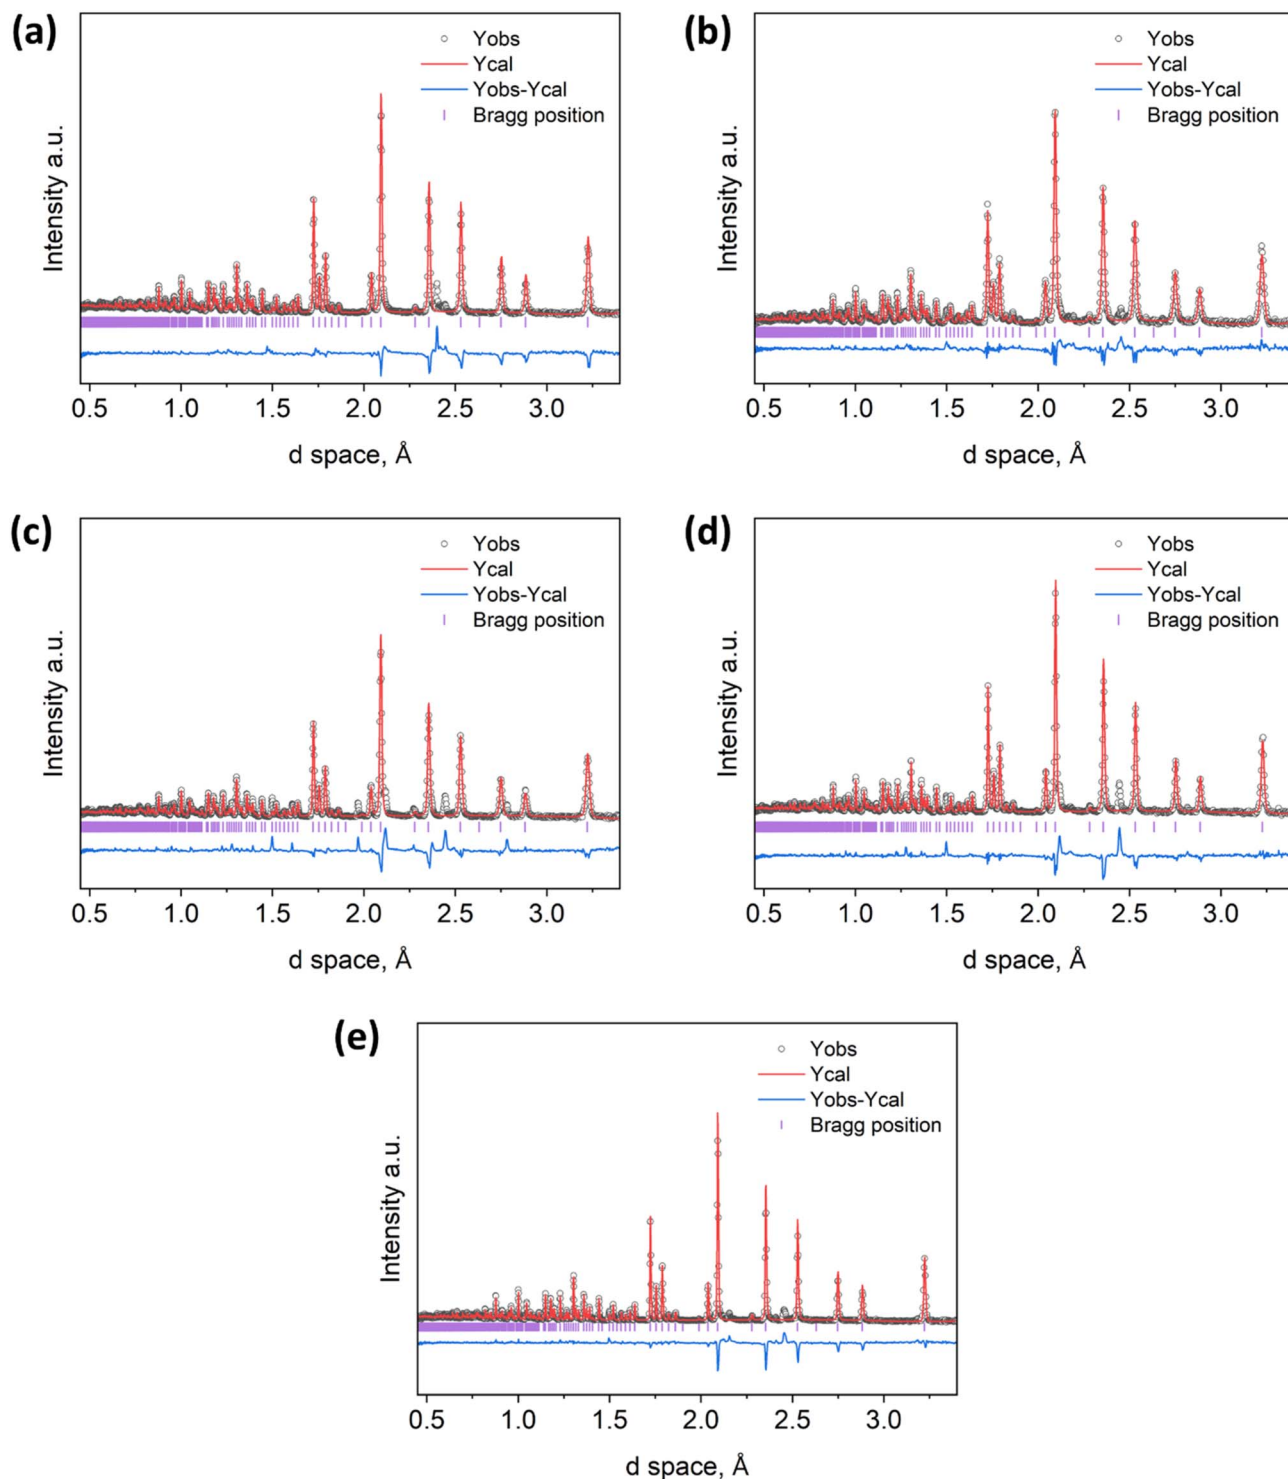 (a)
Yobs
Ycal
Yobs-Ycal
Bragg position
Intensity a.u.
0.5 1.0 1.5 2.0 2.5 3.0
d space, Å
(b)
Yobs
Ycal
Yobs-Ycal
Bragg position
Intensity a.u.
0.5 1.0 1.5 2.0 2.5 3.0
d space, Å
(c)
Yobs
Ycal
Yobs-Ycal
Bragg position
Intensity a.u.
0.5 1.0 1.5 2.0 2.5 3.0
d space, Å
(d)
Yobs
Ycal
Yobs-Ycal
Bragg position
Intensity a.u.
0.5 1.0 1.5 2.0 2.5 3.0
d space, Å
(e)
Yobs
Ycal
Yobs-Ycal
Bragg position
Intensity a.u.
0.5 1.0 1.5 2.0 2.5 3.0
d space, Å